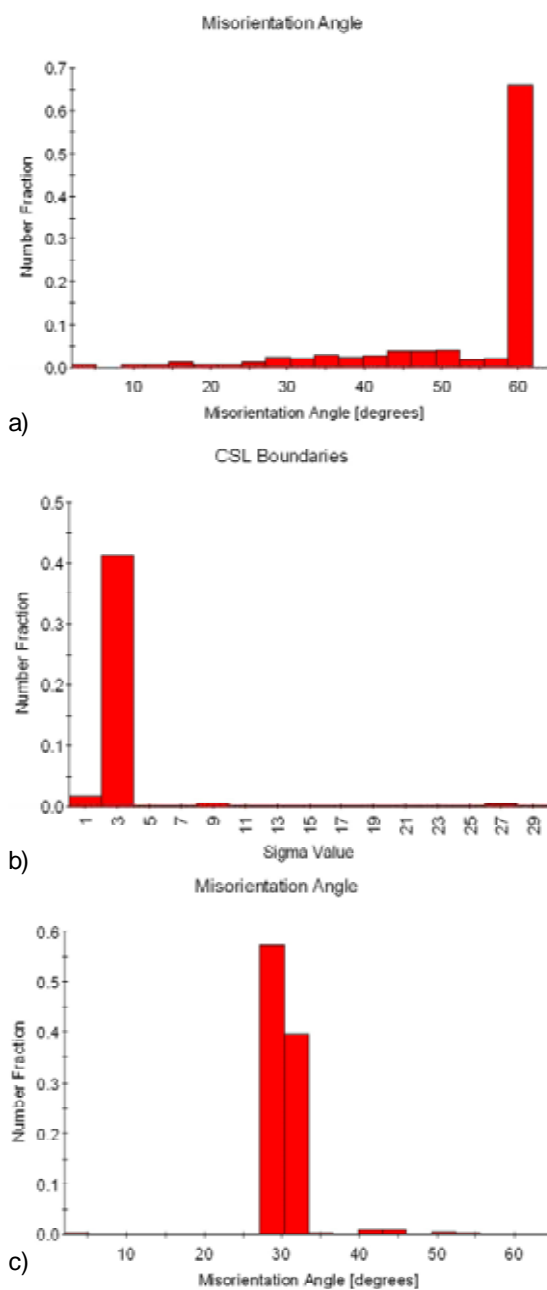 Misorientation Angle
0.7
0.6
0.5
0.4
0.3
0.2
0.1
0.0
Number Fraction
10 20 30 40 50 60
Misorientation Angle [degrees]
a)
CSL Boundaries
0.5
0.4
0.3
0.2
0.1
0.0
Number Fraction
1 3 5 7 9 11 13 15 17 19 21 23 25 27 29
Sigma Value
b)
Misorientation Angle
0.6
0.5
0.4
0.3
0.2
0.1
0.0
Number Fraction
10 20 30 40 50 60
Misorientation Angle [degrees]
c)